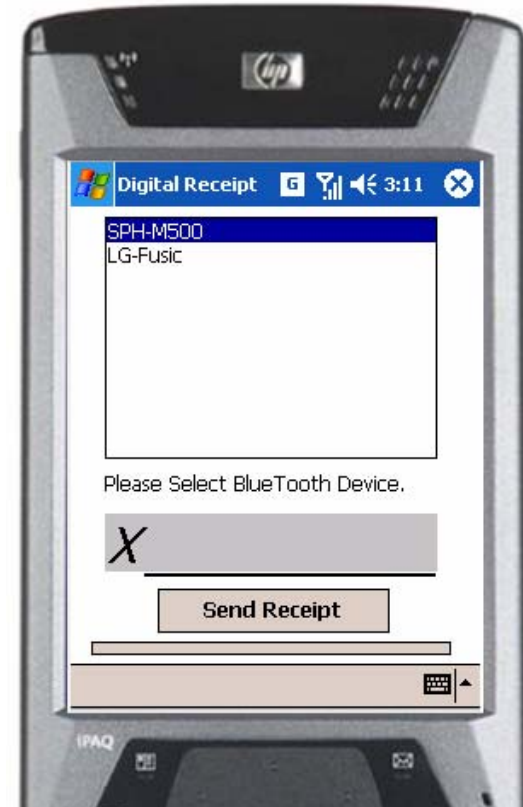 hp
Digital Receipt G 3:11
SPH-M500
LG-Fusic
Please Select BlueTooth Device.
X
Send Receipt
iPAQ